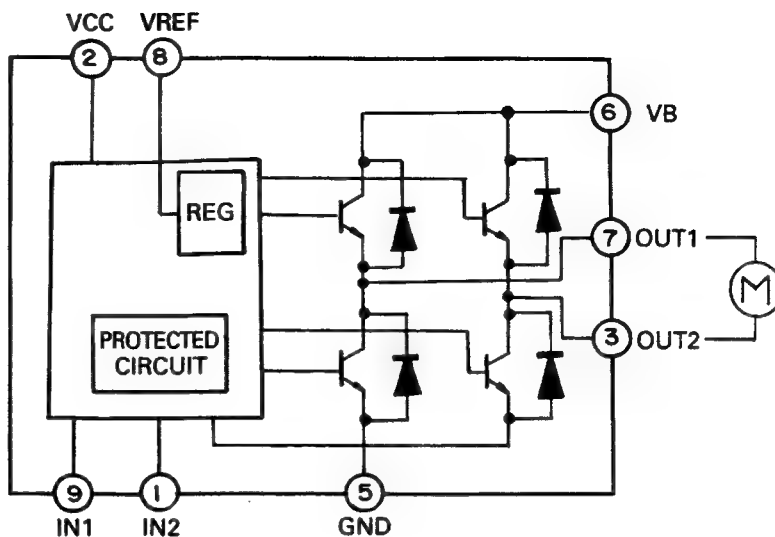 VCC VREF
2 8
6 VB
REG
7 OUT1
M
PROTECTED
CIRCUIT
3 OUT2
9 1 5
IN1 IN2 GND